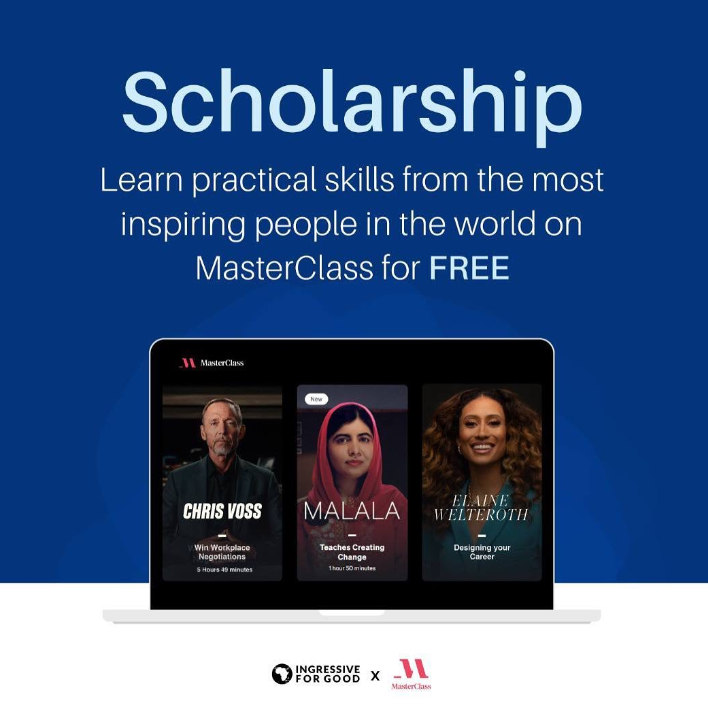 Scholarship
Learn practical skills from the most
inspiring people in the world on
MasterClass for FREE
MasterClass
New
CHRIS VOSS
Win Workplace
Negotiations
5 Hours 49 minutes
MALALA
Teaches Creating
Change
1 hour 50 minutes
ELAINE
WELTEROTH
Designing your
Career
INGRESSIVE
FOR GOOD
X
MasterClass